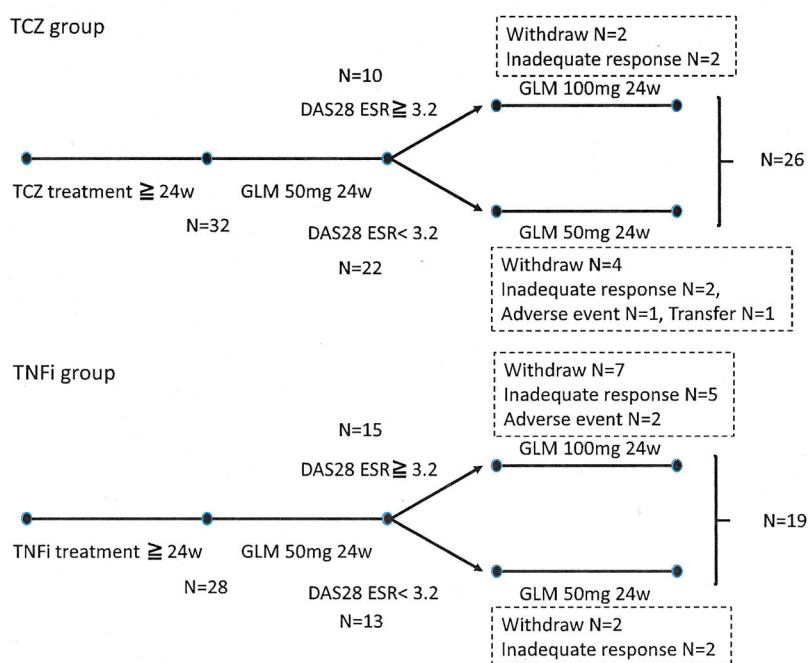 TCZ group
Withdraw N=2
Inadequate response N=2
N=10
GLM 100mg 24w
DAS28 ESR≧ 3.2
N=26
TCZ treatment ≧ 24w
GLM 50mg 24w
N=32
DAS28 ESR< 3.2
GLM 50mg 24w
N=22
Withdraw N=4
Inadequate response N=2,
Adverse event N=1, Transfer N=1
TNFi group
Withdraw N=7
Inadequate response N=5
Adverse event N=2
N=15
GLM 100mg 24w
DAS28 ESR≧ 3.2
N=19
TNFi treatment ≧ 24w
GLM 50mg 24w
N=28
DAS28 ESR< 3.2
GLM 50mg 24w
N=13
Withdraw N=2
Inadequate response N=2